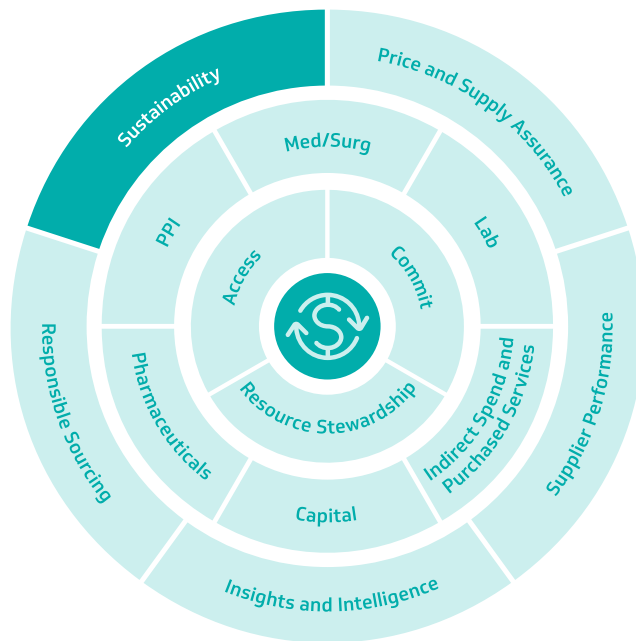 Sustainability
Price and Supply Assurance
Supplier Performance
Insights and Intelligence
Responsible Sourcing
Med/Surg
Lab
Indirect Spend and
Purchased Services
Capital
Pharmaceuticals
PPI
Access
Commit
Resource Stewardship